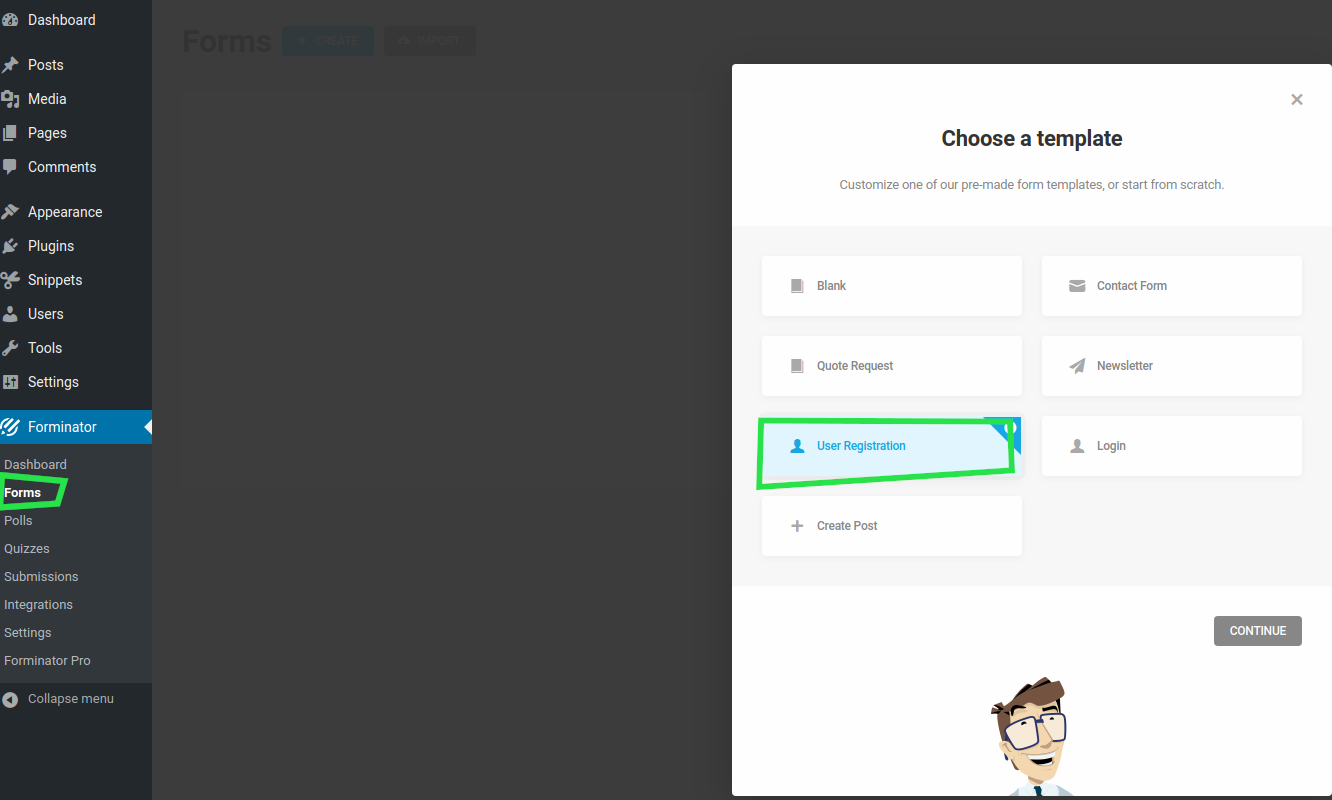 Dashboard
Posts
Media
Pages
Comments
Appearance
Plugins
Snippets
Users
Tools
Settings
Forminator
Dashboard
Forms
Polls
Quizzes
Submissions
Integrations
Settings
Forminator Pro
Collapse menu
Forms
CREATE
IMPORT
Choose a template
Customize one of our pre-made form templates, or start from scratch.
Blank
Contact Form
Quote Request
Newsletter
User Registration
Login
Create Post
CONTINUE